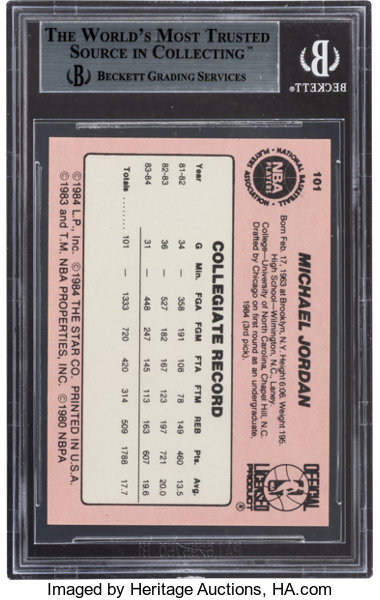 THE WORLD'S MOST TRUSTED
SOURCE IN COLLECTING™
BECKETT GRADING SERVICES
BECKETT
101
NATIONAL BASKETBALL
NBA
PLAYERS
PLAYERS ASSOCIATION
MICHAEL JORDAN
Born Feb. 17, 1963 at Brooklyn, N.Y. Height 6:06. Weight 195.
High School—Wilmington, N.C., Laney.
College—University of North Carolina, Chapel Hill, N.C.
Drafted by Chicago on first round as an undergraduate,
1984 (3rd pick).
OFFICIAL
LICENSED
PRODUCT
®
COLLEGIATE RECORD
Year G Min. FGA FGM FTA FTM REB Pts. Avg.
81-82 34 — 358 191 108 78 149 460 13.5
82-83 36 — 527 182 167 123 197 721 20.0
83-84 31 — 448 247 145 113 163 607 19.6
Totals ........ 101 — 1333 720 420 314 509 1788 17.7
©1984 L.P., Inc. ©1984 THE STAR CO. PRINTED IN U.S.A.
©1983 and T.M. NBA PROPERTIES, INC. ©1980 NBPA
Imaged by Heritage Auctions, HA.com